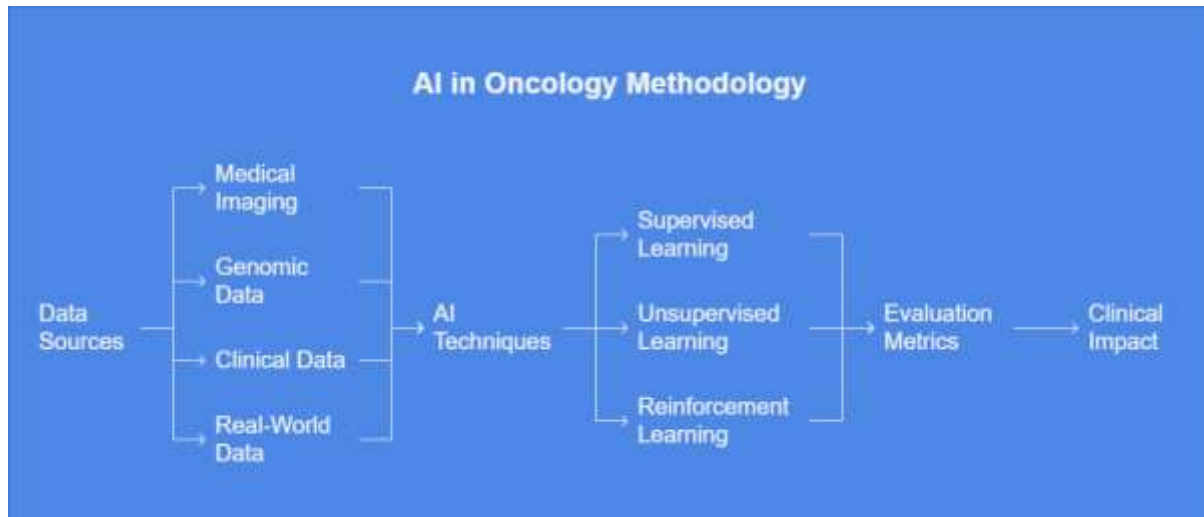 AI in Oncology Methodology
Data
Sources
Medical
Imaging
Genomic
Data
Clinical Data
Real-World
Data
AI
Techniques
Supervised
Learning
Unsupervised
Learning
Reinforcement
Learning
Evaluation
Metrics
Clinical
Impact